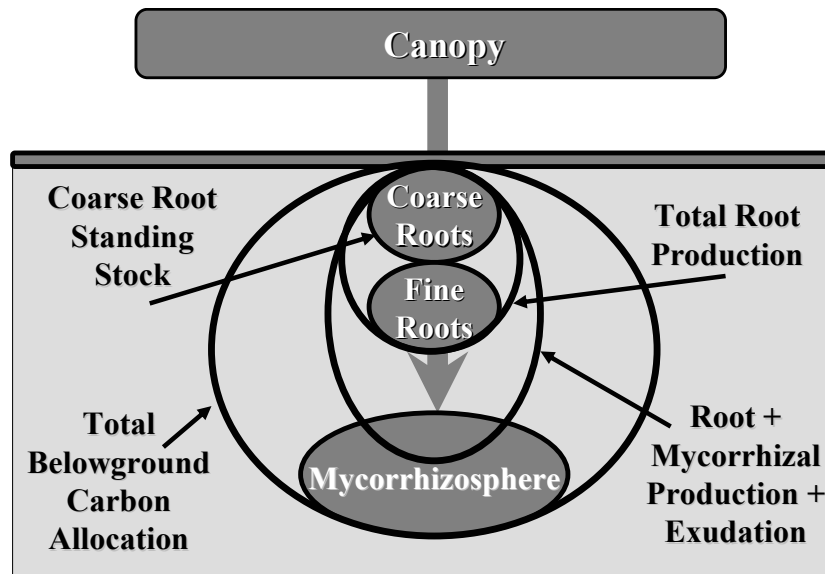 Canopy
Coarse Root
Standing
Stock
Coarse
Roots
Total Root
Production
Fine
Roots
Total
Belowground
Carbon
Allocation
Mycorrhizosphere
Root +
Mycorrhizal
Production +
Exudation